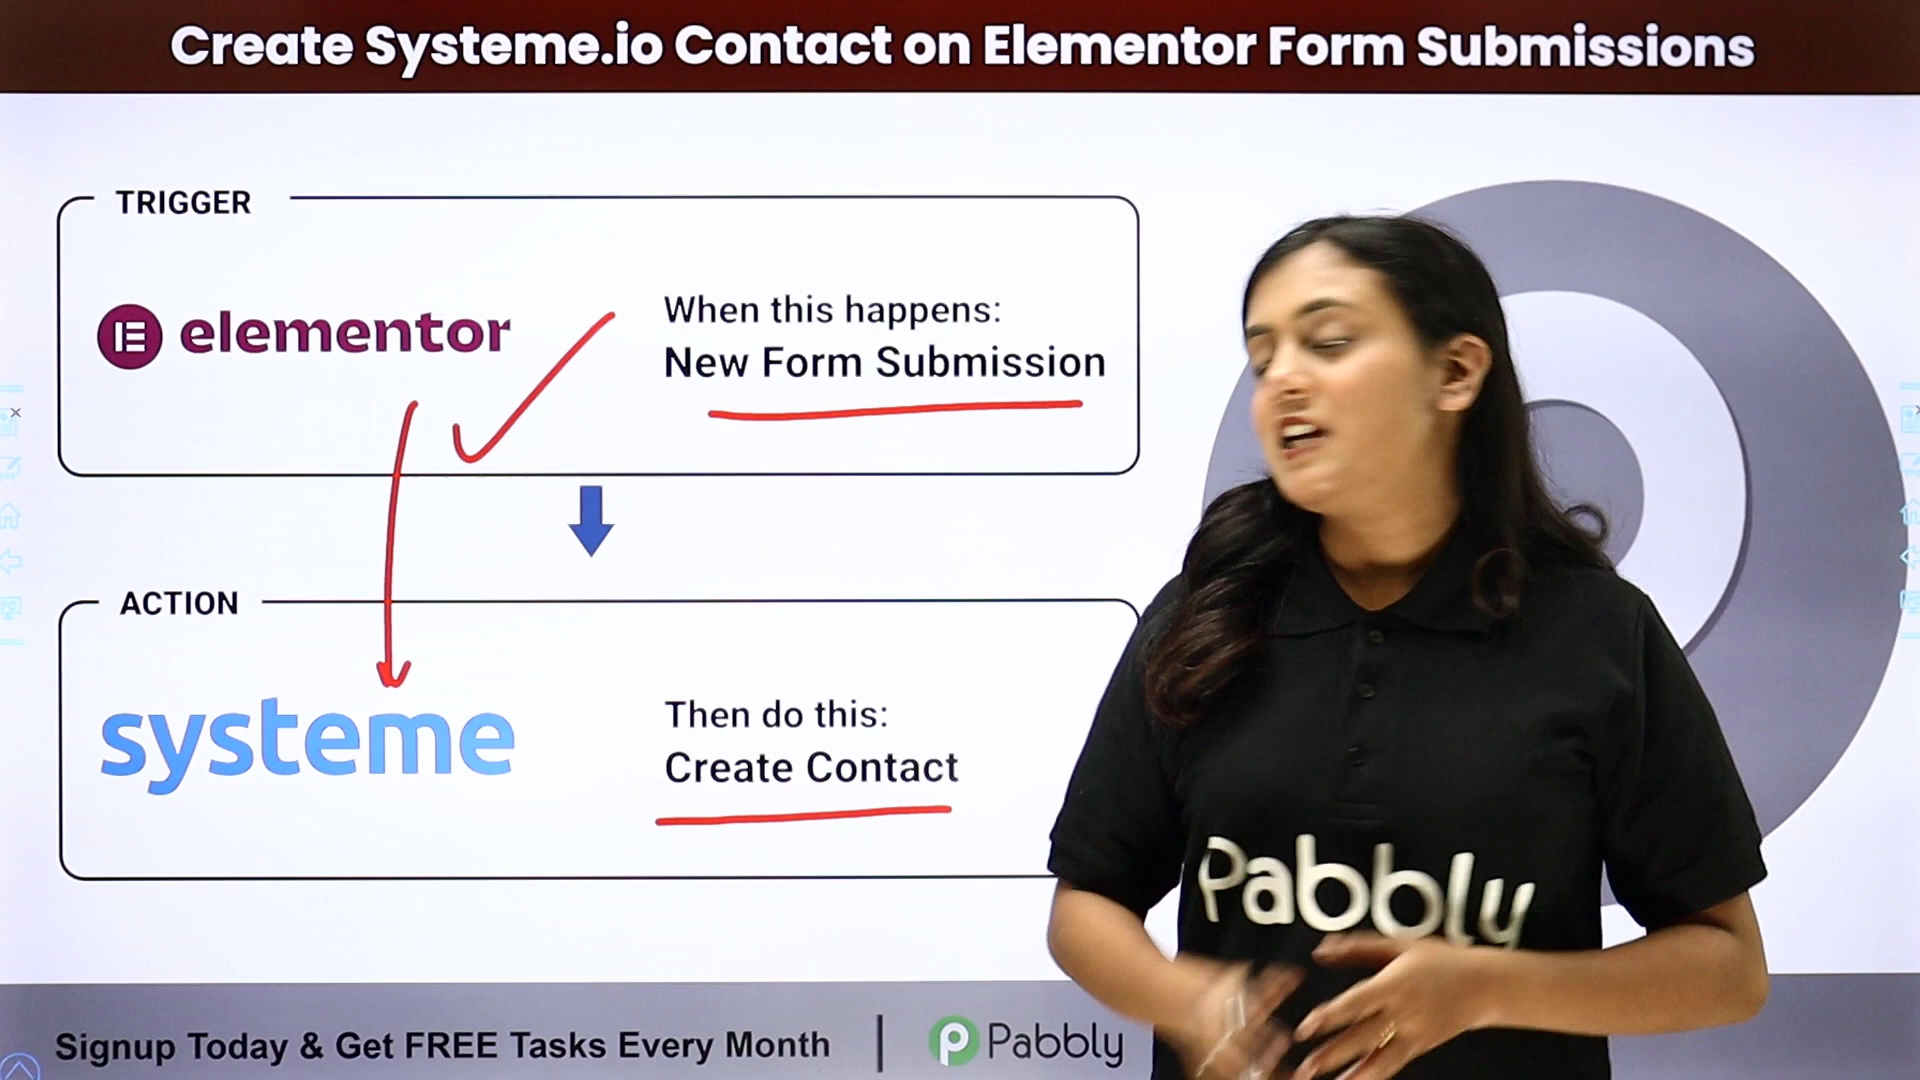 Create Systeme.io Contact on Elementor Form Submissions
TRIGGER
elementor
When this happens:
New Form Submission
ACTION
systeme
Then do this:
Create Contact
Pabbly
Signup Today & Get FREE Tasks Every Month
Pabbly